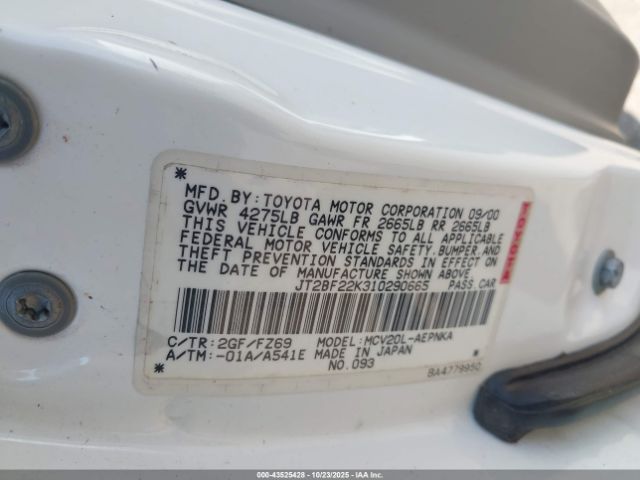 *
MFD. BY: TOYOTA MOTOR CORPORATION 09/00
GVWR 4275LB GAWR FR 2665LB RR 2665LB
THIS VEHICLE CONFORMS TO ALL APPLICABLE
FEDERAL MOTOR VEHICLE SAFETY, BUMPER, AND
THEFT PREVENTION STANDARDS IN EFFECT ON
THE DATE OF MANUFACTURE SHOWN ABOVE.
JT2BF22K310290665 PASS. CAR
C/TR: 2GF/FZ69 MODEL: MCV20L-AEPNKA
A/TM: -01A/A541E MADE IN JAPAN
* NO. 093 8A477995D
000-43525428 - 10/23/2025 - IAAHOLDINGS.COM